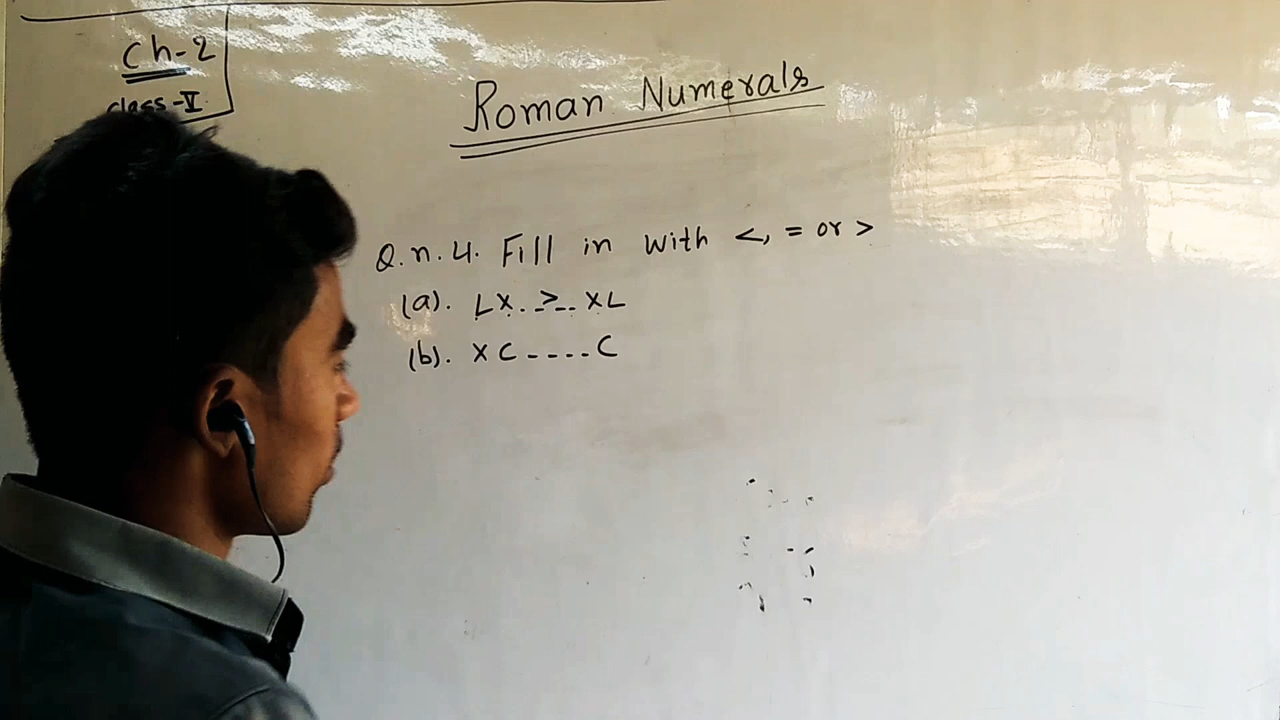 Ch-2
class-V
Roman Numerals
Q.n.4. Fill in with <, = or >
(a). LX..>..XL
(b). XC----C